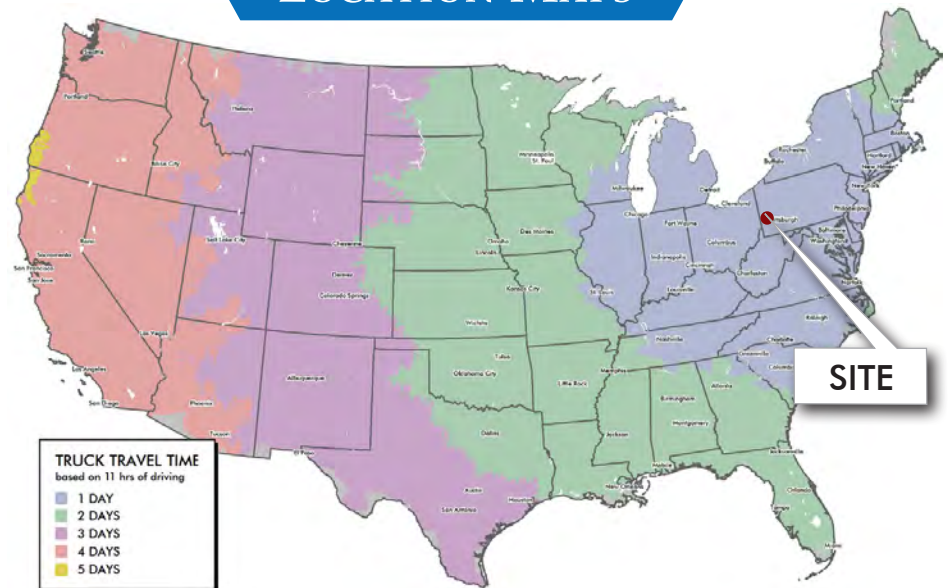 LOCATION MAPS
Seattle
Portland
Helena
Boise City
Minneapolis
St. Paul
Milwaukee
Detroit
Rochester
Buffalo
Portland
Boston
Hartford
New Haven
New York
Cleveland
Chicago
Fort Wayne
Philadelphia
Baltimore
Washington
Reno
Sacramento
San Francisco
San Jose
Salt Lake City
Cheyenne
Omaha
Lincoln
Des Moines
Columbus
Indianapolis
Cincinnati
Charleston
Denver
Colorado Springs
Kansas City
St. Louis
Louisville
Norfolk
Raleigh
Las Vegas
Wichita
Nashville
Charlotte
Greenville
Columbia
SITE
Los Angeles
San Diego
Albuquerque
Tulsa
Oklahoma City
Memphis
Little Rock
Atlanta
Birmingham
Montgomery
Phoenix
Tucson
El Paso
Dallas
Jackson
Mobile
Jacksonville
New Orleans
Austin
San Antonio
Houston
Orlando
Tampa
Miami
TRUCK TRAVEL TIME
based on 11 hrs of driving
1 DAY
2 DAYS
3 DAYS
4 DAYS
5 DAYS